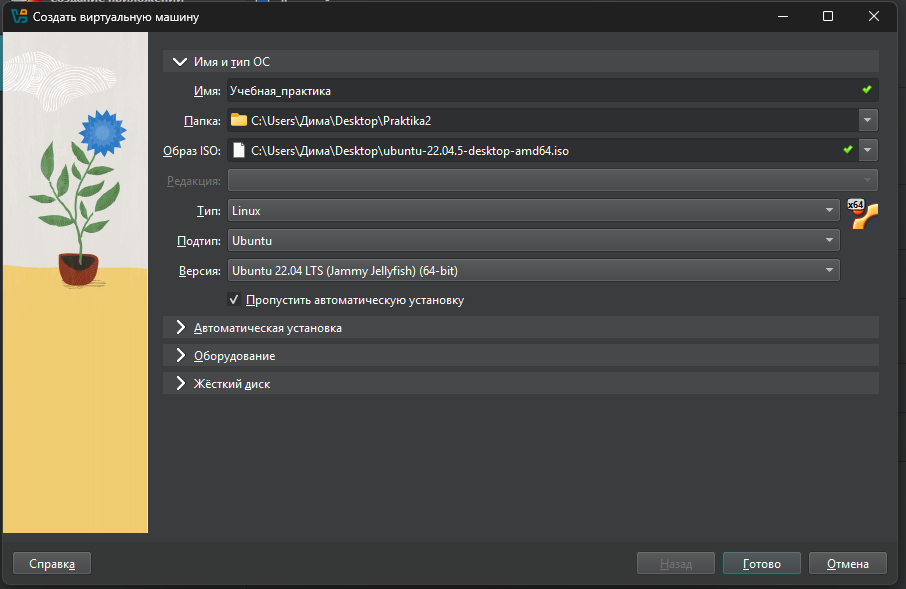 Создать виртуальную машину
Имя и тип ОС
Имя: Учебная_практика
Папка: C:\Users\Дима\Desktop\Praktika2
Образ ISO: C:\Users\Дима\Desktop\ubuntu-22.04.5-desktop-amd64.iso
Редакция:
Тип: Linux
x64
Подтип: Ubuntu
Версия: Ubuntu 22.04 LTS (Jammy Jellyfish) (64-bit)
Пропустить автоматическую установку
Автоматическая установка
Оборудование
Жёсткий диск
Справка Назад Готово Отмена